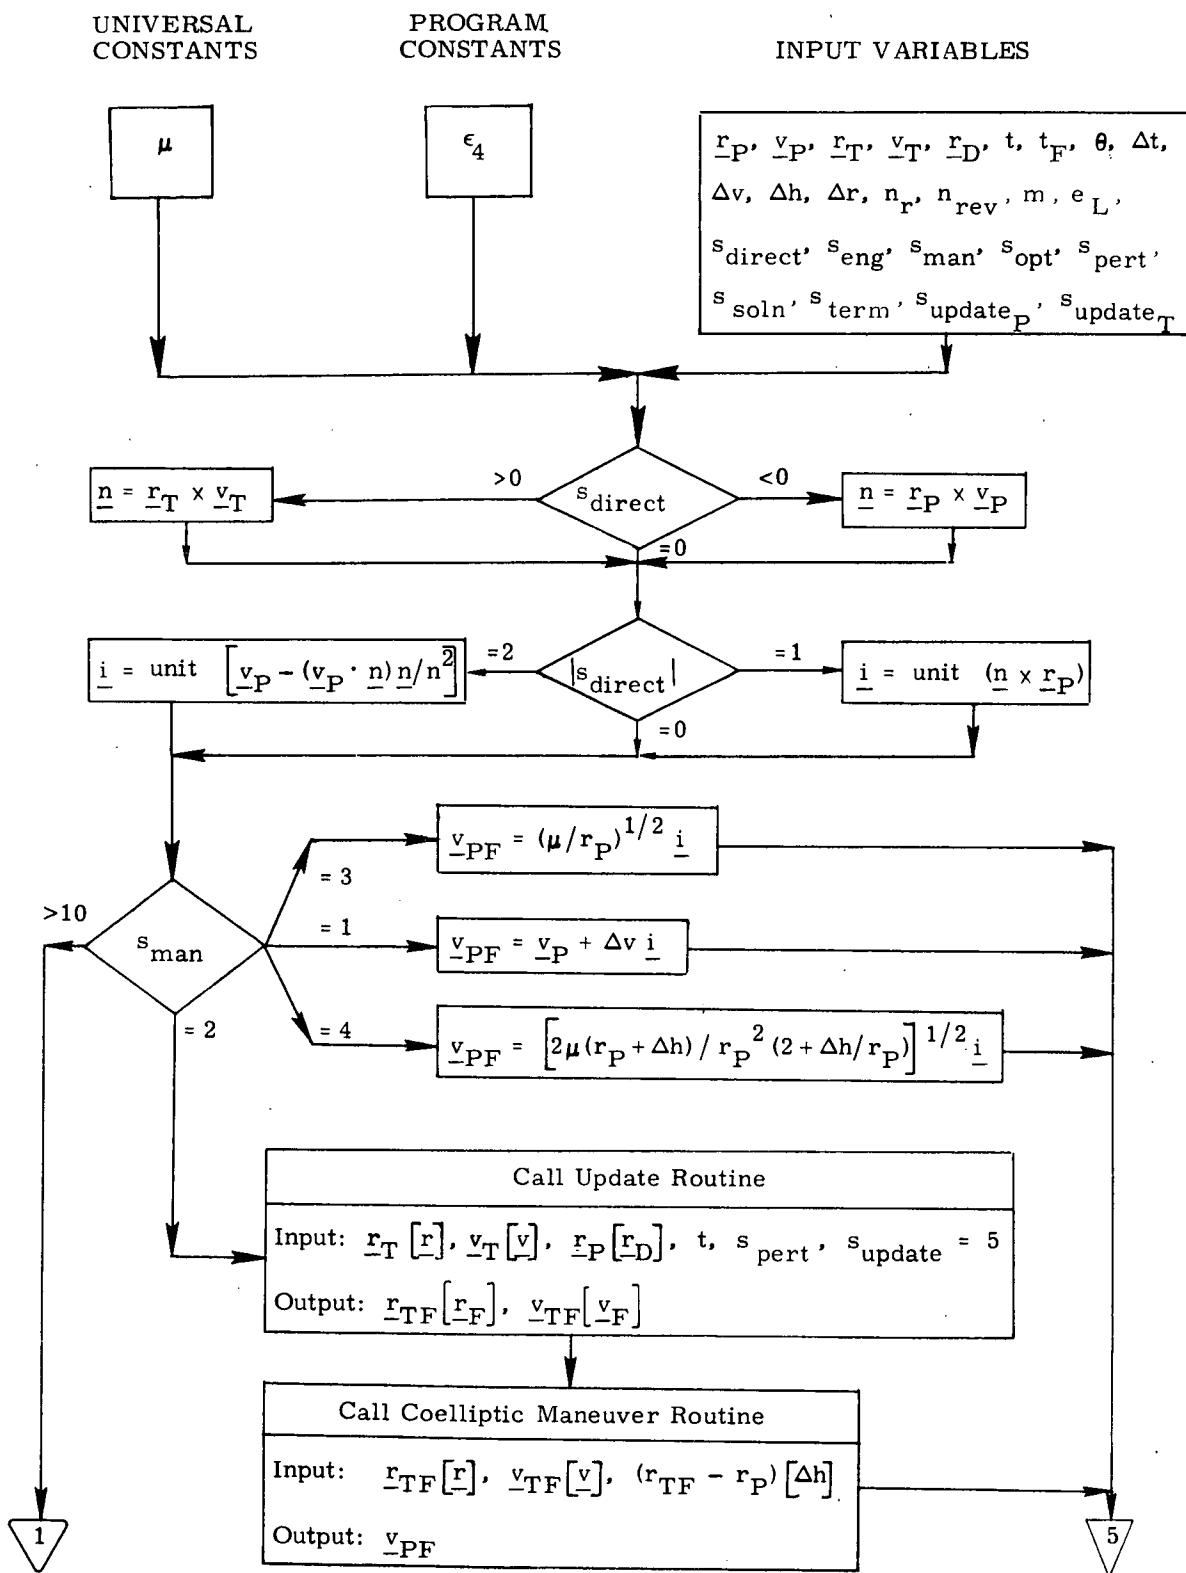 UNIVERSAL CONSTANTS
PROGRAM CONSTANTS
INPUT VARIABLES
μ
ε_4
r_P, v_P, r_T, v_T, r_D, t, t_F, θ, Δt,
Δv, Δh, Δr, n_r, n_rev, m, e_L,
s_direct, s_eng, s_man, s_opt, s_pert,
s_soln, s_term, s_update_P, s_update_T
>0
s_direct
<0
n = r_T × v_T
n = r_P × v_P
=0
i = unit [v_P – (v_P · n) n/n^2]
=2
|s_direct|
=1
i = unit (n × r_P)
=0
v_PF = (μ/r_P)^1/2 i
= 3
>10
s_man
= 1
v_PF = v_P + Δv i
= 2
= 4
v_PF = [2μ(r_P + Δh) / r_P^2 (2 + Δh/r_P)]^1/2 i
Call Update Routine
Input: r_T [r], v_T [v], r_P [r_D], t, s_pert, s_update = 5
Output: r_TF [r_F], v_TF [v_F]
Call Coelliptic Maneuver Routine
Input: r_TF [r], v_TF [v], (r_TF – r_P) [Δh]
Output: v_PF
1
5